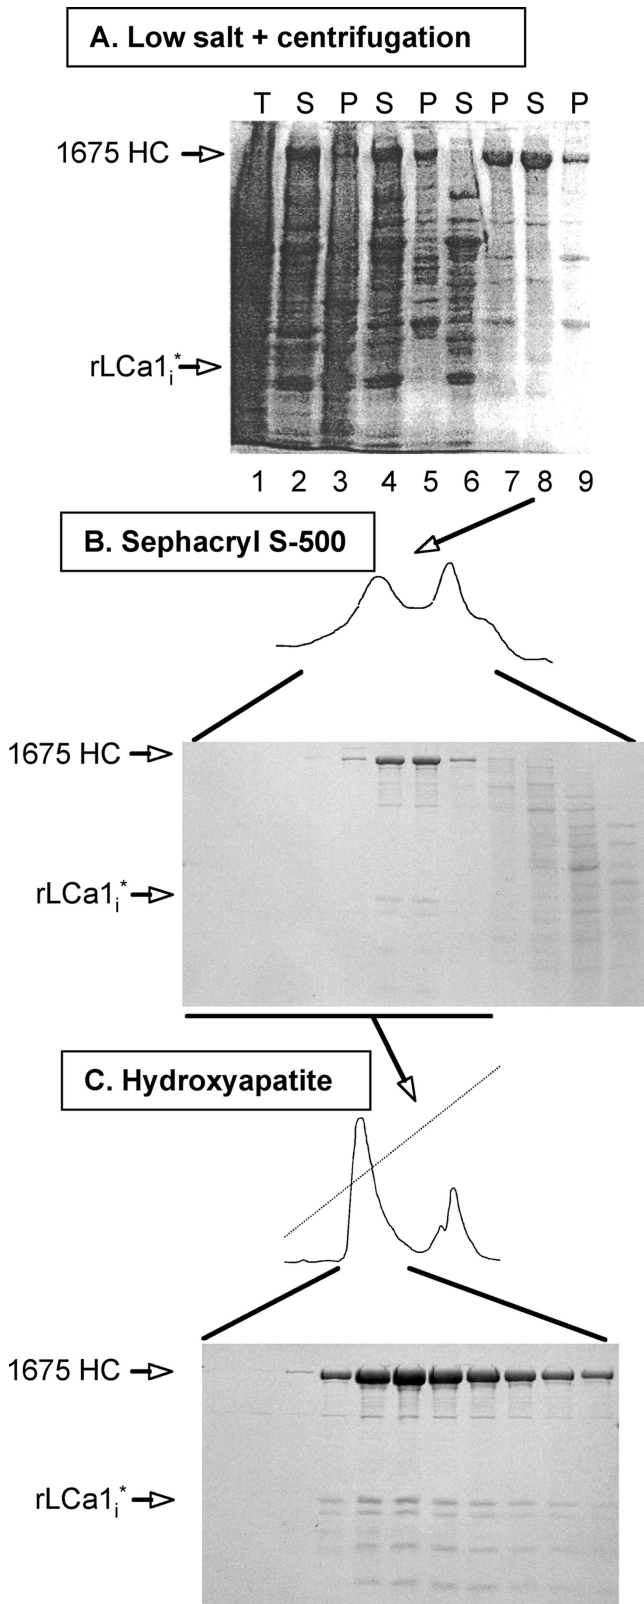 A. Low salt + centrifugation
T S P S P S P S P
1675 HC
rLCa1i*
1 2 3 4 5 6 7 8 9
B. Sephacryl S-500
1675 HC
rLCa1i*
C. Hydroxyapatite
1675 HC
rLCa1i*